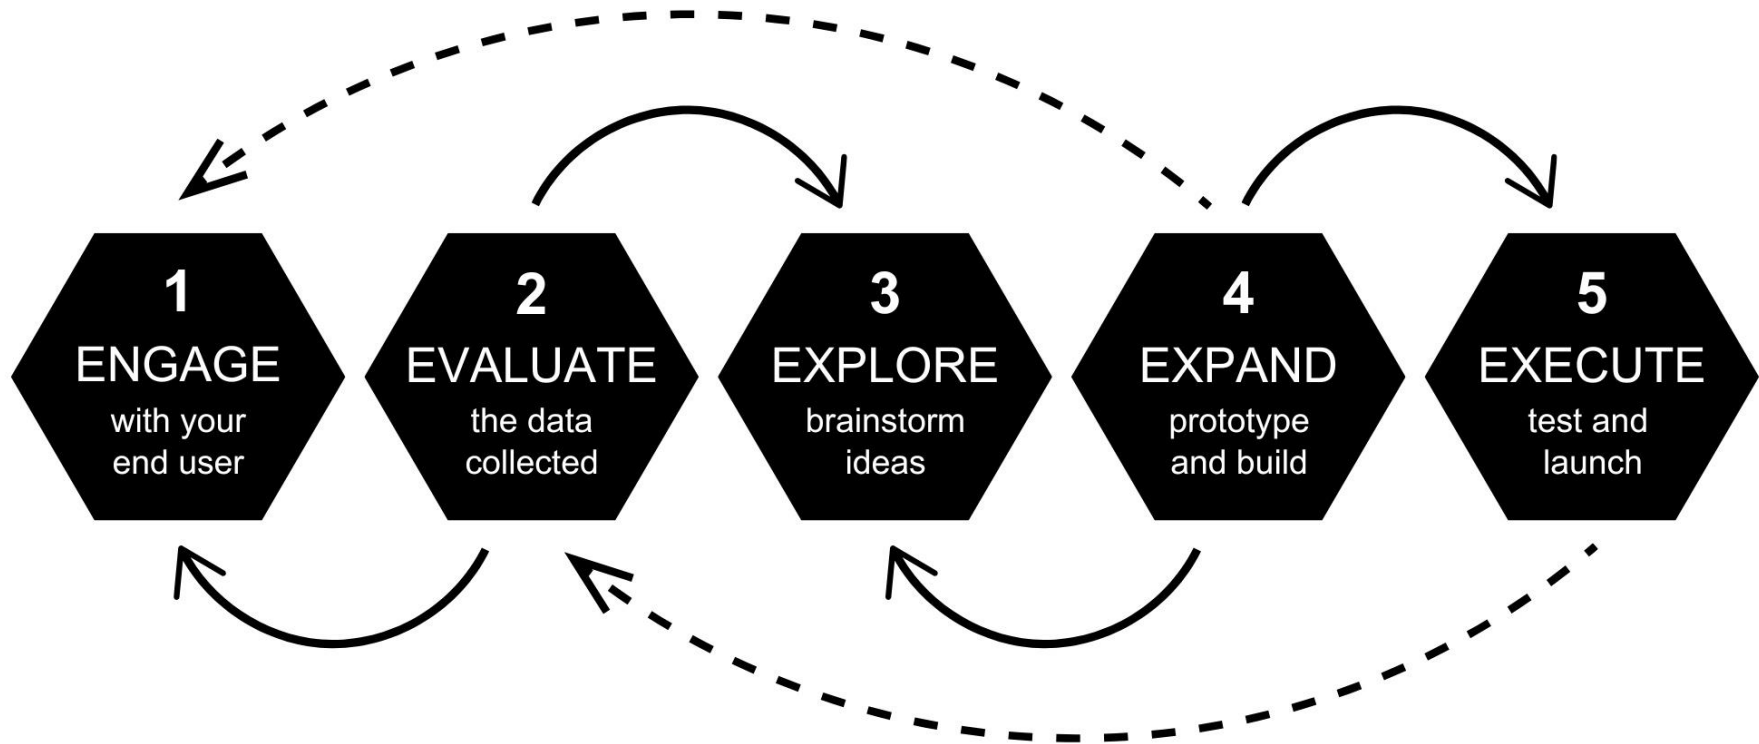 1
ENGAGE
with your
end user
2
EVALUATE
the data
collected
3
EXPLORE
brainstorm
ideas
4
EXPAND
prototype
and build
5
EXECUTE
test and
launch